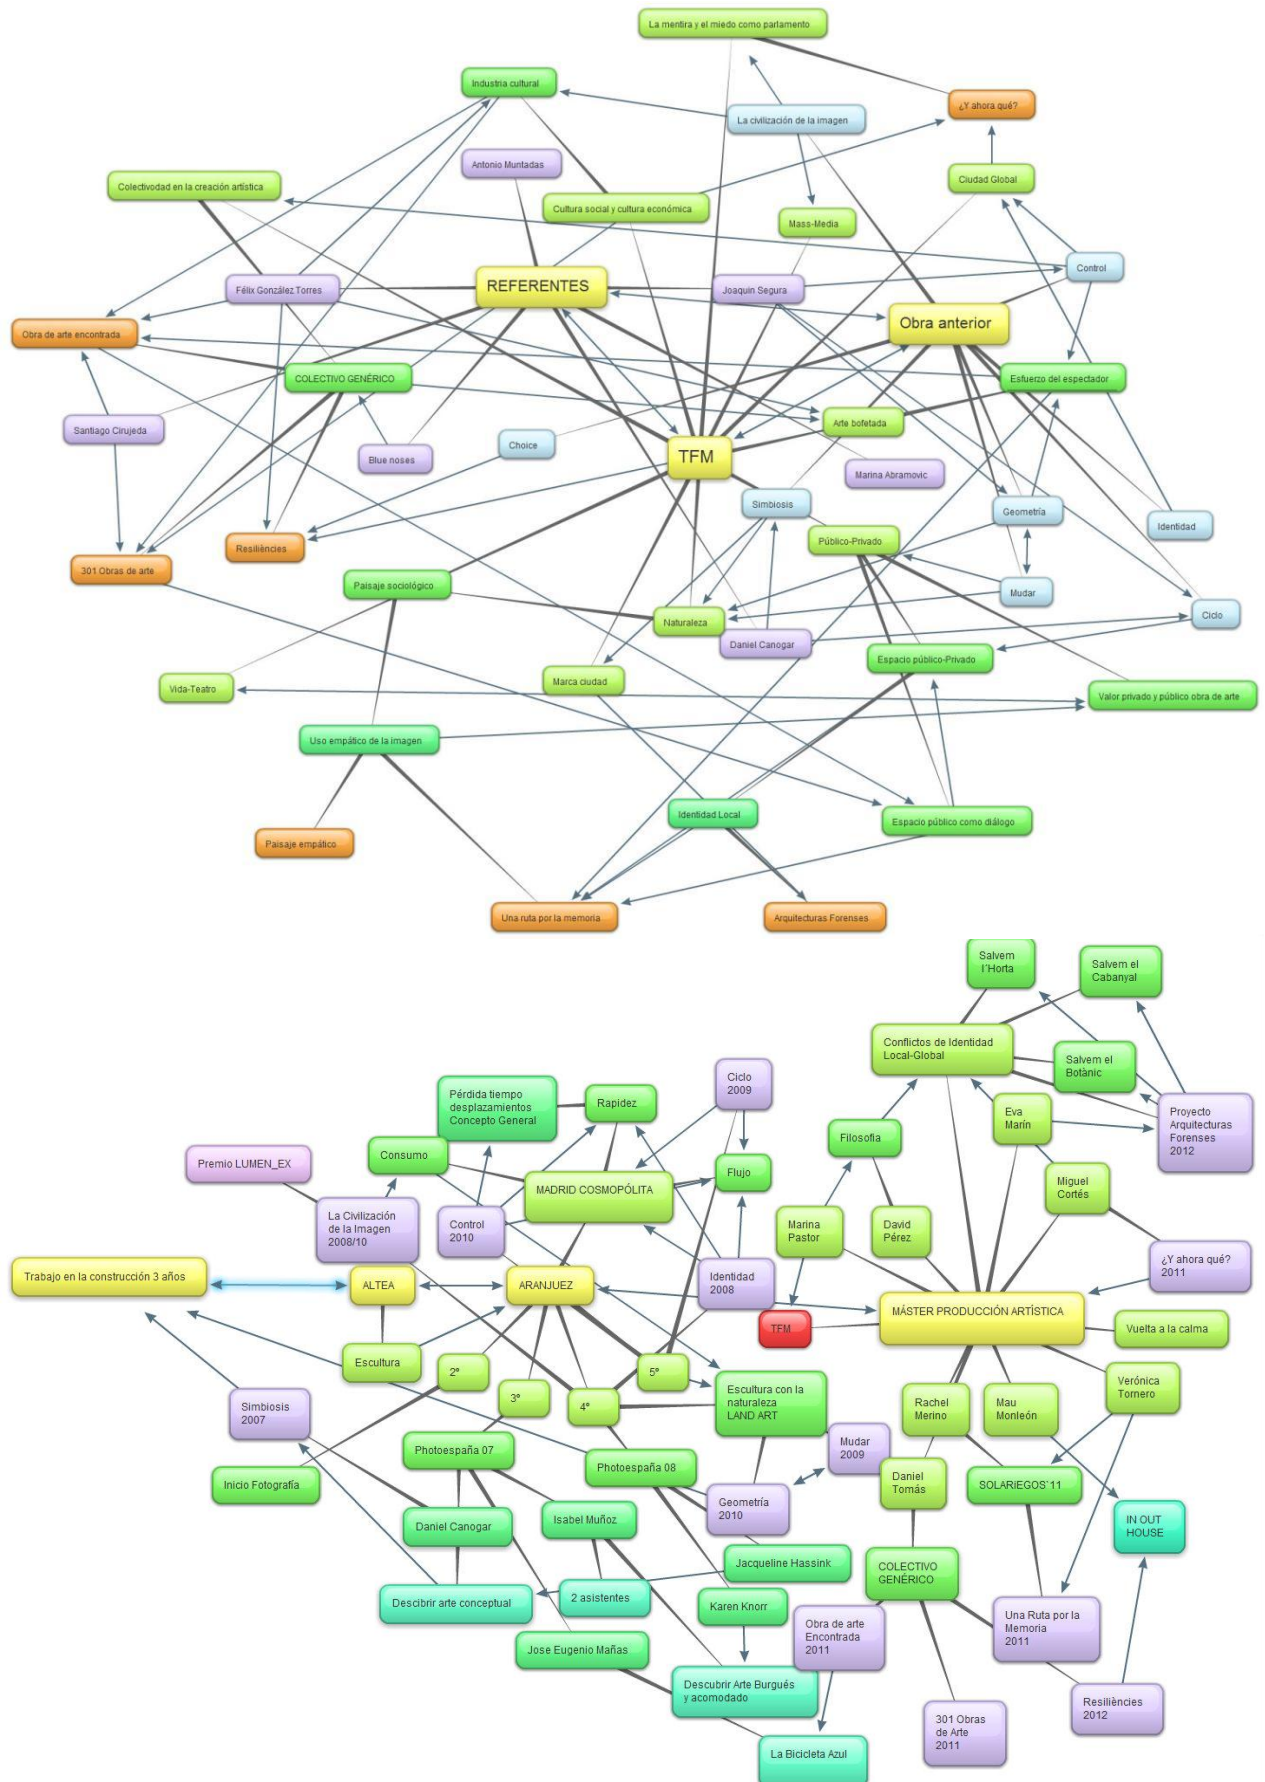 La mentira y el miedo como parlamento
Industria cultural
¿Y ahora qué?
La civilización de la imagen
Antonio Muntadas
Ciudad Global
Colectivodad en la creación artística
Cultura social y cultura económica
Mass-Media
Control
Félix González Torres
REFERENTES
Joaquin Segura
Obra anterior
Obra de arte encontrada
COLECTIVO GENÉRICO
Esfuerzo del espectador
Santiago Cirujeda
Arte bofetada
Blue noses
Choice
TFM
Marina Abramovic
Simbiosis
Geometría
Identidad
Resiliències
Público-Privado
301 Obras de arte
Paisaje sociológico
Mudar
Naturaleza
Ciclo
Daniel Canogar
Espacio público-Privado
Vida-Teatro
Marca ciudad
Valor privado y público obra de arte
Uso empático de la imagen
Identidad Local
Espacio público como diálogo
Paisaje empático
Una ruta por la memoria
Arquitecturas Forenses
Salvem
l´Horta
Salvem el
Cabanyal
Conflictos de Identidad
Local-Global
Salvem el
Botànic
Ciclo
2009
Pérdida tiempo
desplazamientos
Concepto General
Rapidez
Eva
Marín
Proyecto
Arquitecturas
Forenses
2012
Filosofia
Consumo
Premio LUMEN_EX
Flujo
MADRID COSMOPÓLITA
Miguel
Cortés
La Civilización
de la Imagen
2008/10
Control
2010
Marina
Pastor
David
Pérez
¿Y ahora qué?
2011
Identidad
2008
Trabajo en la construcción 3 años
ALTEA
ARANJUEZ
MÁSTER PRODUCCIÓN ARTÍSTICA
TFM
Vuelta a la calma
Escultura
2º
5º
3º
4º
Escultura con la
naturaleza
LAND ART
Verónica
Tornero
Rachel
Merino
Mau
Monleón
Simbiosis
2007
Mudar
2009
Photoespaña 07
Photoespaña 08
Inicio Fotografía
Daniel
Tomás
SOLARIEGOS´11
Geometría
2010
IN OUT
HOUSE
Daniel Canogar
Isabel Muñoz
Jacqueline Hassink
COLECTIVO
GENÉRICO
Descibrir arte conceptual
2 asistentes
Karen Knorr
Obra de arte
Encontrada
2011
Una Ruta por la
Memoria
2011
Jose Eugenio Mañas
Descubrir Arte Burgués
y acomodado
Resiliències
2012
301 Obras
de Arte
2011
La Bicicleta Azul